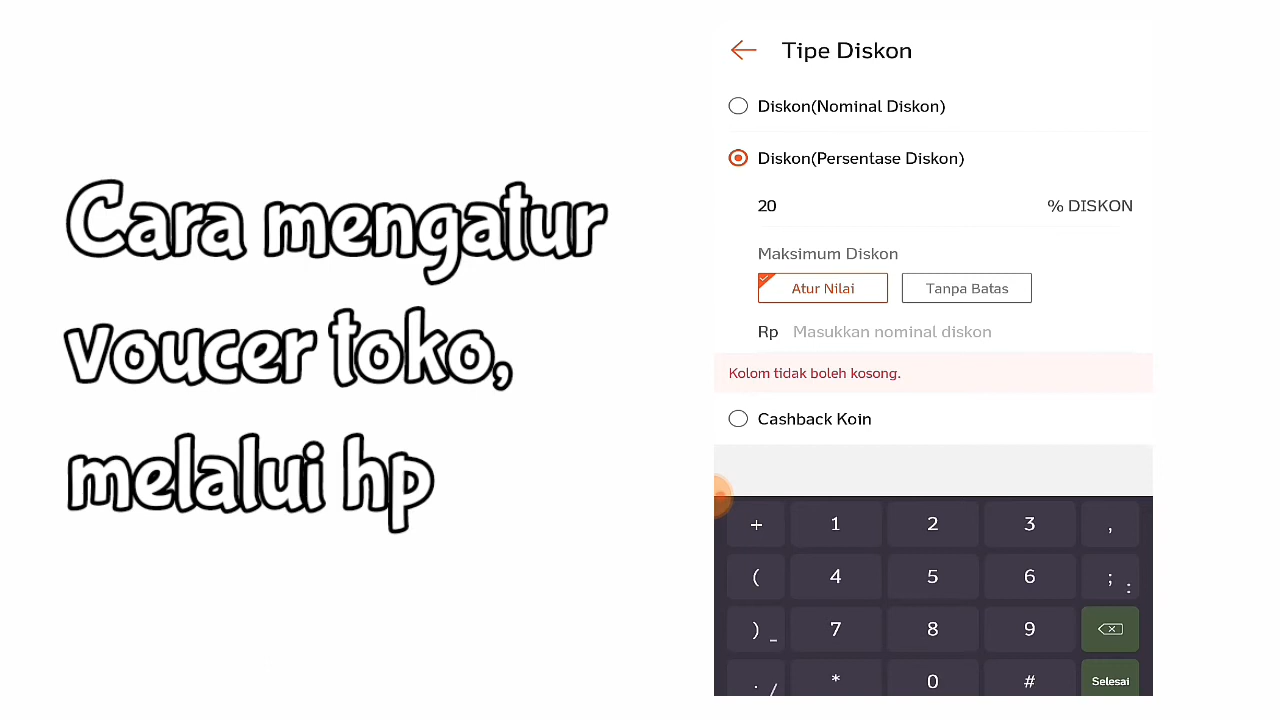 Cara mengatur
voucer toko,
melalui hp
Tipe Diskon
Diskon(Nominal Diskon)
Diskon(Persentase Diskon)
20 % DISKON
Maksimum Diskon
Atur Nilai Tanpa Batas
Rp Masukkan nominal diskon
Kolom tidak boleh kosong.
Cashback Koin
+ 1 2 3 ,
( 4 5 6 ; :
) _ 7 8 9
. / * 0 # Selesai